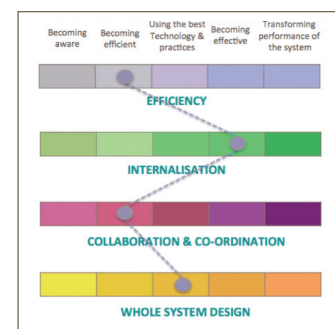 Becoming aware
Becoming efficient
Using the best Technology & practices
Becoming effective
Transforming performance of the system
EFFICIENCY
INTERNALISATION
COLLABORATION & CO-ORDINATION
WHOLE SYSTEM DESIGN